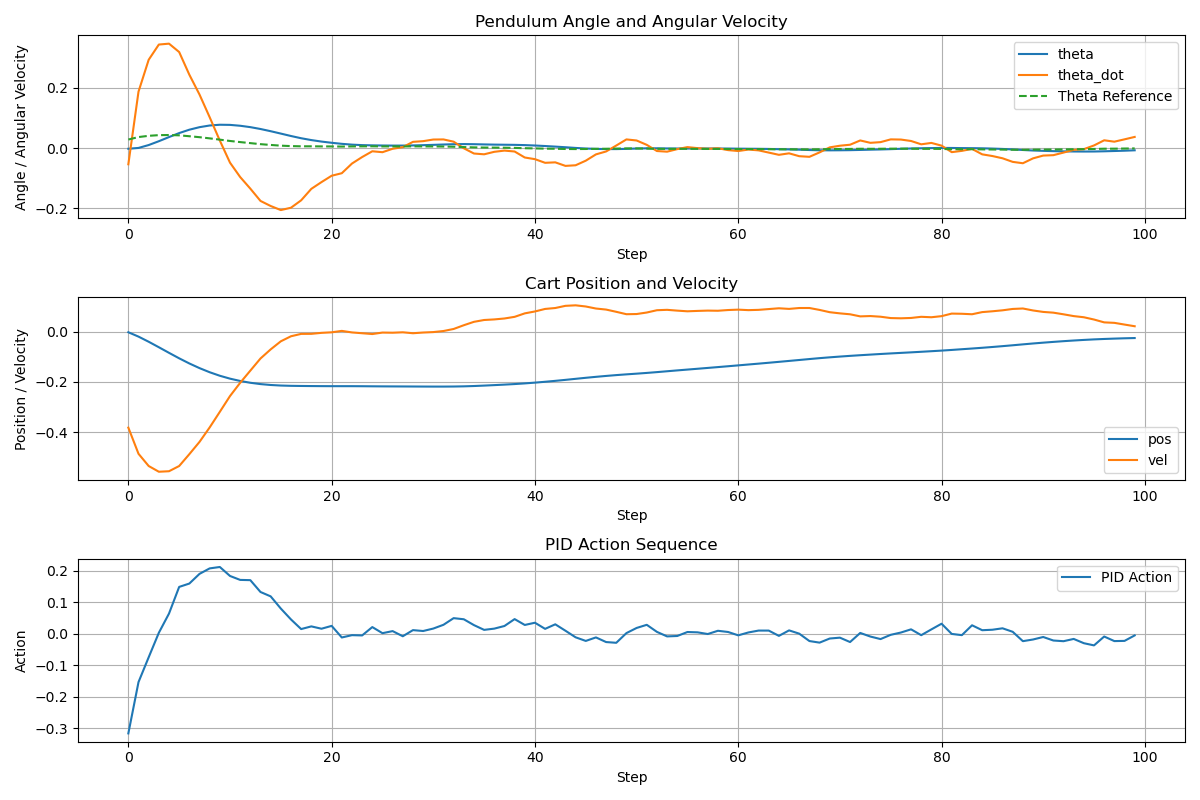 Pendulum Angle and Angular Velocity
Angle / Angular Velocity
0.2
0.0
−0.2
theta
theta_dot
Theta Reference
0 20 40 60 80 100
Step
Cart Position and Velocity
Position / Velocity
0.0
−0.2
−0.4
pos
vel
0 20 40 60 80 100
Step
PID Action Sequence
Action
0.2
0.1
0.0
−0.1
−0.2
−0.3
PID Action
0 20 40 60 80 100
Step